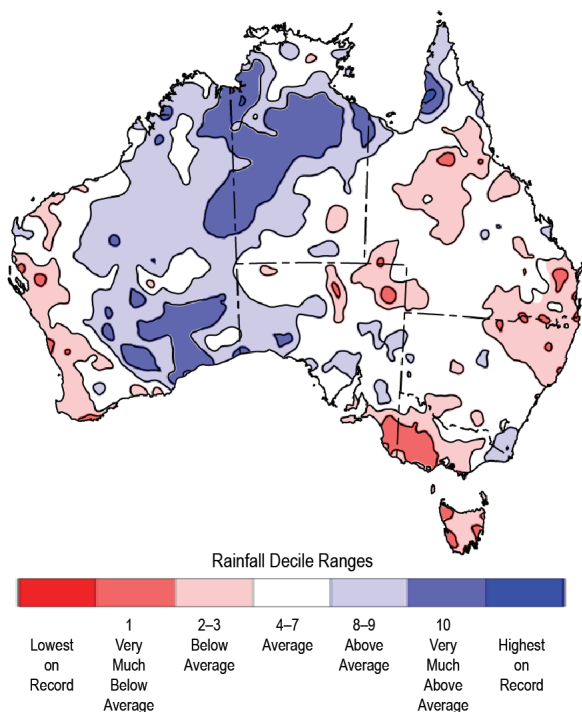 Rainfall Decile Ranges
1 2–3 4–7 8–9 10
Lowest Very Below Average Above Very Highest
on Much Average Average Much on
Record Below Above Record
Average Average